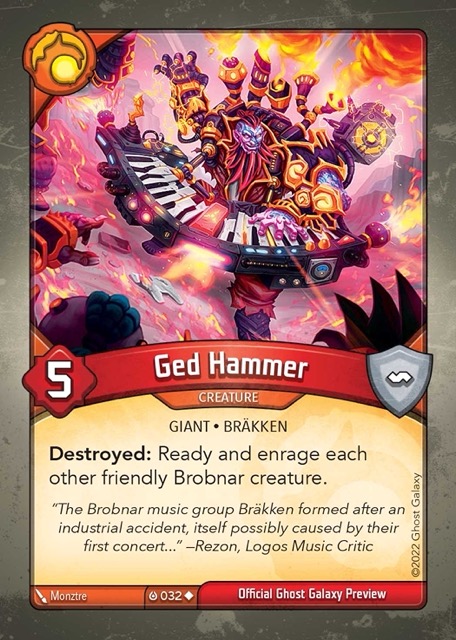 5
Ged Hammer
CREATURE
GIANT • BRÄKKEN
Destroyed: Ready and enrage each
other friendly Brobnar creature.
“The Brobnar music group Bräkken formed after an
industrial accident, itself possibly caused by their
first concert...” –Rezon, Logos Music Critic
©2022 Ghost Galaxy
Monztre
032
Official Ghost Galaxy Preview